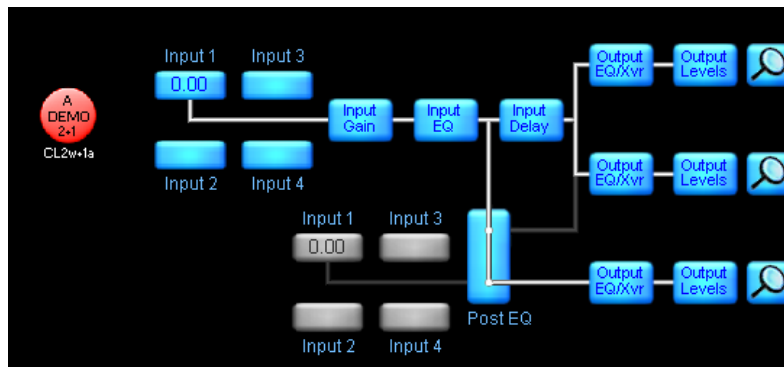 Input 1
Input 3
0.00
A
DEMO
2+1
CL2w+1a
Input 2
Input 4
Input
Gain
Input
EQ
Input
Delay
Output
EQ/Xvr
Output
Levels
Output
EQ/Xvr
Output
Levels
Input 1
Input 3
0.00
Input 2
Input 4
Post EQ
Output
EQ/Xvr
Output
Levels